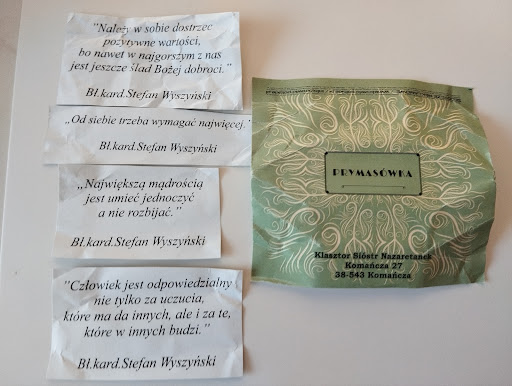 "Należy w sobie dostrzec
pozytywne wartości,
bo nawet w najgorszym z nas
jest jeszcze ślad Bożej dobroci."
Bł.kard.Stefan Wyszyński
„Od siebie trzeba wymagać najwięcej."
Bł.kard.Stefan Wyszyński
„Największą mądrością
jest umieć jednoczyć
a nie rozbijać."
Bł.kard.Stefan Wyszyński
"Człowiek jest odpowiedzialny
nie tylko za uczucia,
które ma da innych, ale i za te,
które w innych budzi."
Bł.kard.Stefan Wyszyński
PRYMASÓWKA
Klasztor Sióstr Nazaretanek
Komańcza 27
38-543 Komańcza